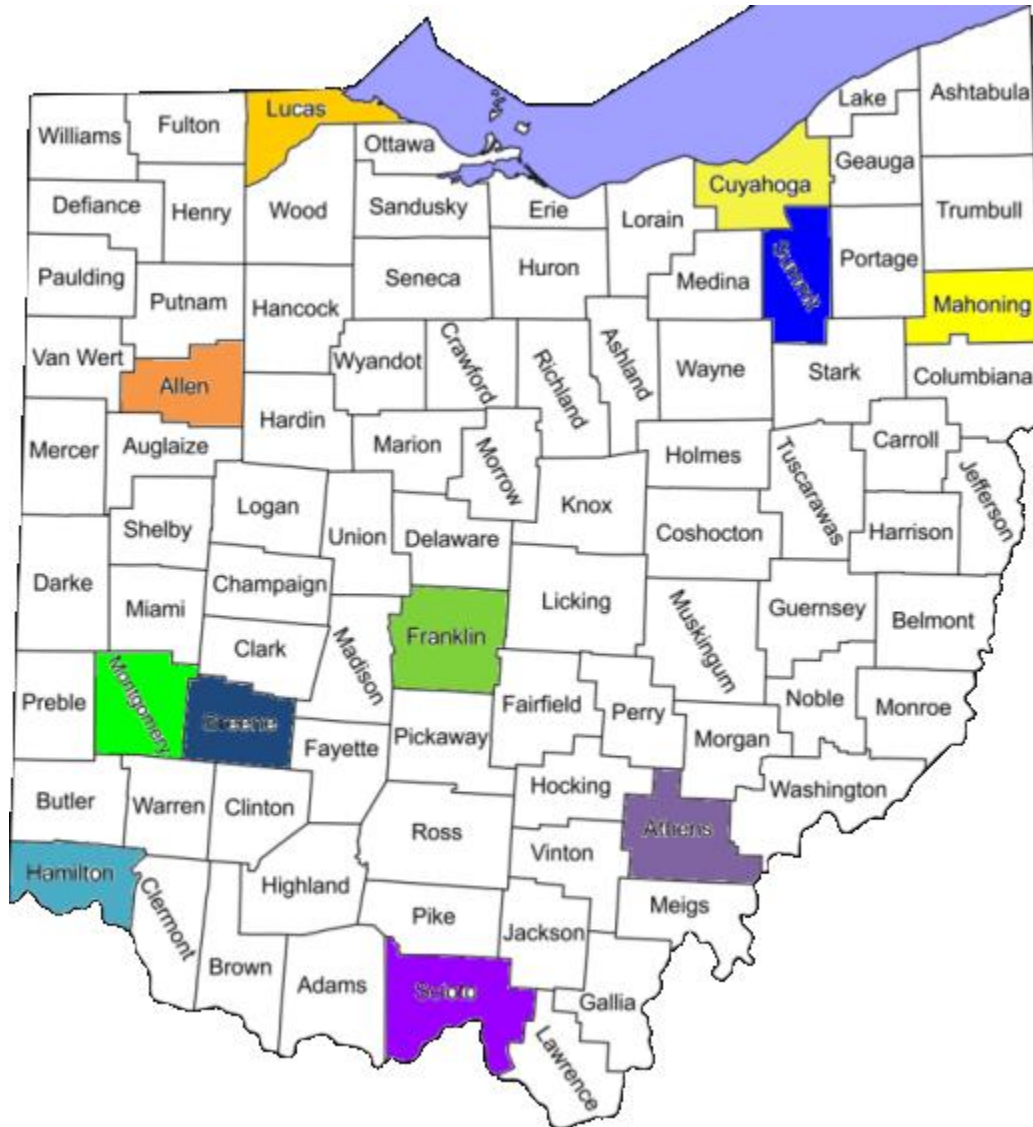 Lake
Ashtabula
Lucas
Fulton
Williams
Ottawa
Geauga
Cuyahoga
Defiance
Henry
Wood
Sandusky
Erie
Lorain
Trumbull
Portage
Summit
Paulding
Seneca
Huron
Medina
Putnam
Hancock
Mahoning
Van Wert
Wyandot
Crawford
Richland
Ashland
Wayne
Stark
Columbiana
Allen
Hardin
Mercer
Auglaize
Marion
Morrow
Holmes
Tuscarawas
Carroll
Jefferson
Logan
Knox
Shelby
Union
Delaware
Coshocton
Harrison
Darke
Champaign
Miami
Licking
Muskingum
Guernsey
Belmont
Franklin
Clark
Madison
Montgomery
Preble
Greene
Fairfield
Perry
Noble
Monroe
Fayette
Pickaway
Morgan
Hocking
Washington
Butler
Warren
Clinton
Ross
Athens
Vinton
Hamilton
Clermont
Highland
Meigs
Pike
Jackson
Brown
Adams
Scioto
Gallia
Lawrence